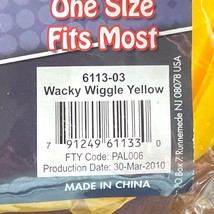 One Size
Fits Most
6113-03
Wacky Wiggle Yellow
7 91249 61133 0
FTY Code: PAL006
Production Date: 30-Mar-2010
MADE IN CHINA
P.O. Box 7 Runnemede NJ 08078 USA